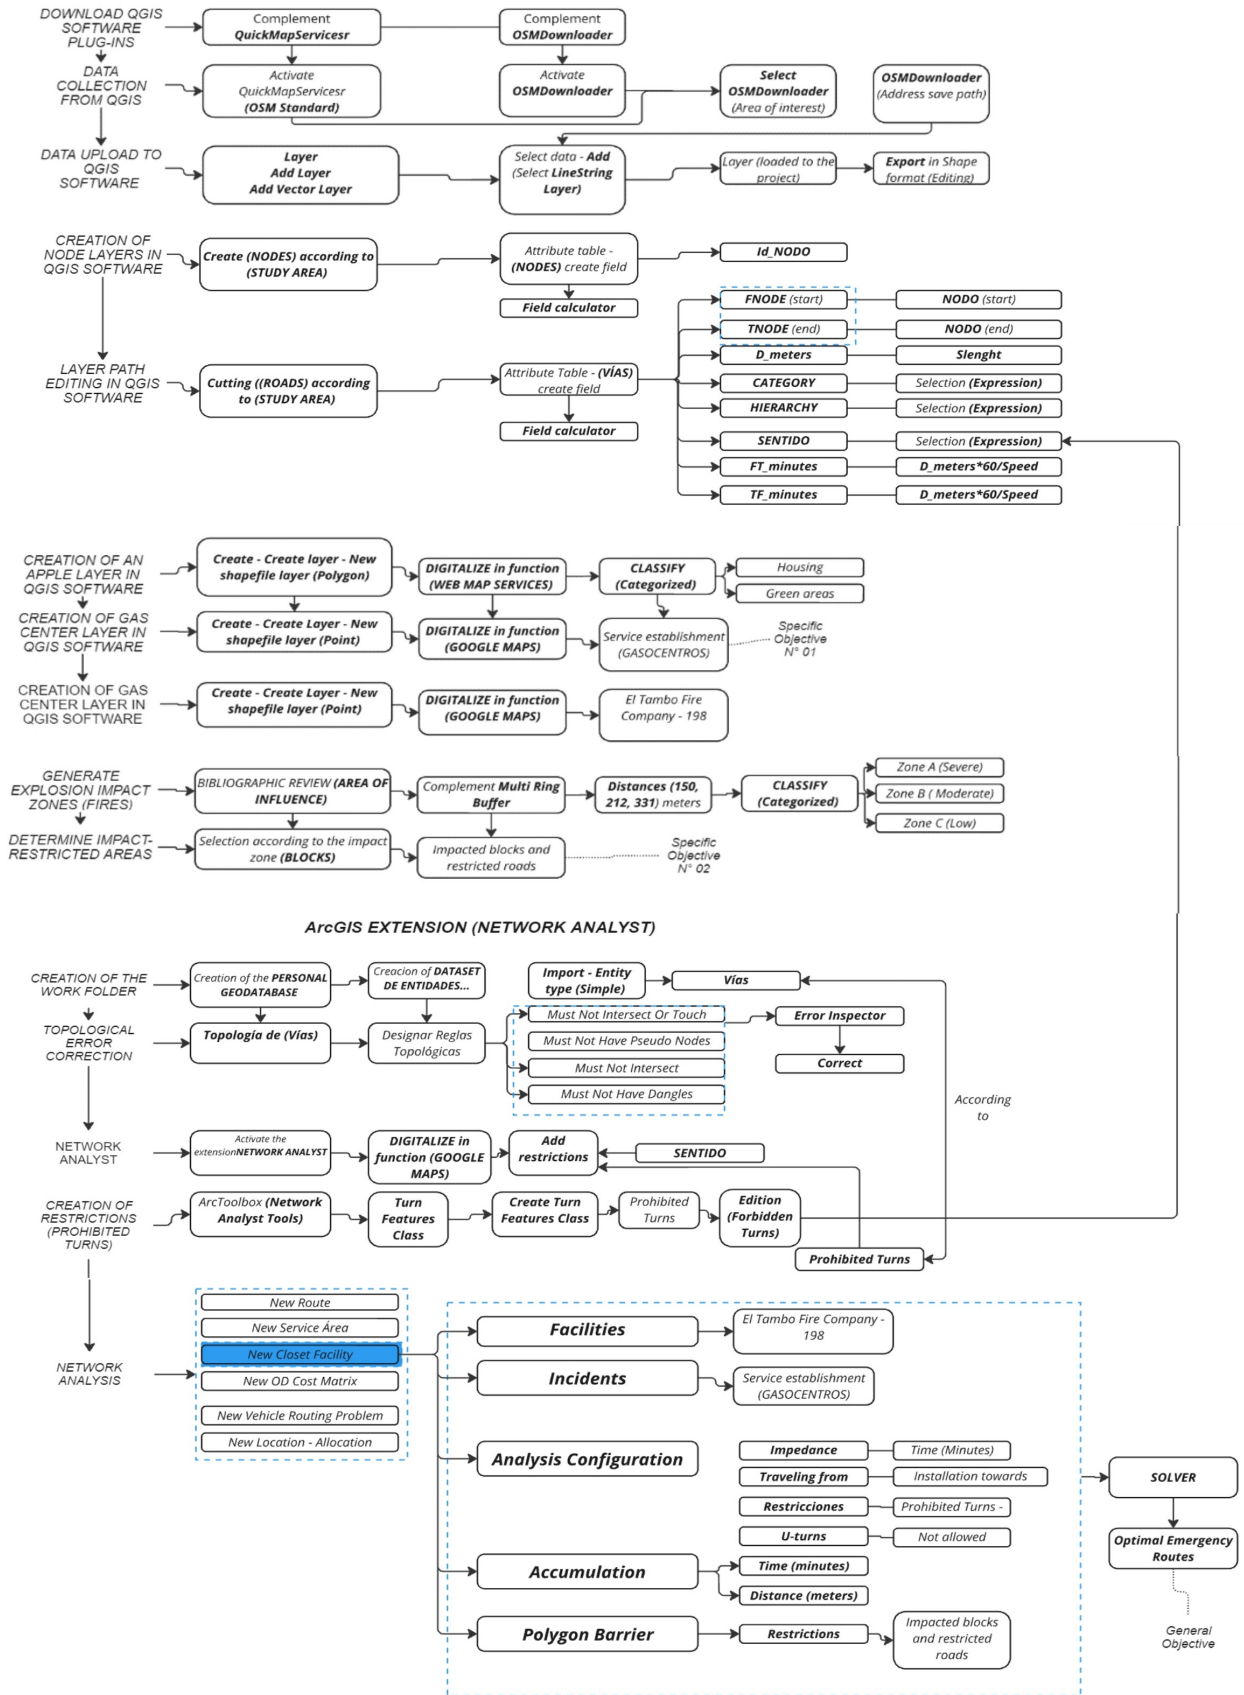 DOWNLOAD QGIS
SOFTWARE
PLUG-INS
Complement
QuickMapServicesr
Complement
OSMDownloader
DATA
COLLECTION
FROM QGIS
Activate
QuickMapServicesr
(OSM Standard)
Activate
OSMDownloader
Select
OSMDownloader
(Area of interest)
OSMDownloader
(Address save path)
DATA UPLOAD TO
QGIS
SOFTWARE
Layer
Add Layer
Add Vector Layer
Select data - Add
(Select LineString
Layer)
Layer (loaded to the
project)
Export in Shape
format (Editing)
CREATION OF
NODE LAYERS IN
QGIS SOFTWARE
Create (NODES) according to
(STUDY AREA)
Attribute table -
(NODES) create field
Id_NODO
Field calculator
FNODE (start)
NODO (start)
TNODE (end)
NODO (end)
D_meters
Slenght
LAYER PATH
EDITING IN QGIS
SOFTWARE
Cutting ((ROADS) according
to (STUDY AREA)
Attribute Table - (VÍAS)
create field
Field calculator
CATEGORY
Selection (Expression)
HIERARCHY
Selection (Expression)
SENTIDO
Selection (Expression)
FT_minutes
D_meters*60/Speed
TF_minutes
D_meters*60/Speed
CREATION OF AN
APPLE LAYER IN
QGIS SOFTWARE
Create - Create layer - New
shapefile layer (Polygon)
DIGITALIZE in function
(WEB MAP SERVICES)
CLASSIFY
(Categorized)
Housing
Green areas
CREATION OF GAS
CENTER LAYER IN
QGIS SOFTWARE
Create - Create Layer - New
shapefile layer (Point)
DIGITALIZE in function
(GOOGLE MAPS)
Service establishment
(GASOCENTROS)
Specific
Objective
N° 01
CREATION OF GAS
CENTER LAYER IN
QGIS SOFTWARE
Create - Create Layer - New
shapefile layer (Point)
DIGITALIZE in function
(GOOGLE MAPS)
El Tambo Fire
Company - 198
GENERATE
EXPLOSION IMPACT
ZONES (FIRES)
BIBLIOGRAPHIC REVIEW (AREA OF
INFLUENCE)
Complement Multi Ring
Buffer
Distances (150,
212, 331) meters
CLASSIFY
(Categorized)
Zone A (Severe)
Zone B ( Moderate)
Zone C (Low)
DETERMINE IMPACT-
RESTRICTED AREAS
Selection according to the impact
zone (BLOCKS)
Impacted blocks and
restricted roads
Specific
Objective
N° 02
ArcGIS EXTENSION (NETWORK ANALYST)
CREATION OF THE
WORK FOLDER
Creation of the PERSONAL
GEODATABASE
Creacion of DATASET
DE ENTIDADES...
Import - Entity
type (Simple)
Vías
TOPOLOGICAL
ERROR
CORRECTION
Topología de (Vías)
Designar Reglas
Topológicas
Must Not Intersect Or Touch
Must Not Have Pseudo Nodes
Must Not Intersect
Must Not Have Dangles
Error Inspector
Correct
According
to
NETWORK
ANALYST
Activate the
extensionNETWORK ANALYST
DIGITALIZE in
function (GOOGLE
MAPS)
Add
restrictions
SENTIDO
CREATION OF
RESTRICTIONS
(PROHIBITED
TURNS)
ArcToolbox (Network
Analyst Tools)
Turn
Features
Class
Create Turn
Features Class
Prohibited
Turns
Edition
(Forbidden
Turns)
Prohibited Turns
NETWORK
ANALYSIS
New Route
New Service Área
New Closet Facility
New OD Cost Matrix
New Vehicle Routing Problem
New Location - Allocation
Facilities
El Tambo Fire Company -
198
Incidents
Service establishment
(GASOCENTROS)
Analysis Configuration
Impedance
Time (Minutes)
Traveling from
Installation towards
Restricciones
Prohibited Turns -
U-turns
Not allowed
Accumulation
Time (minutes)
Distance (meters)
Polygon Barrier
Restrictions
Impacted blocks
and restricted
roads
SOLVER
Optimal Emergency
Routes
General
Objective